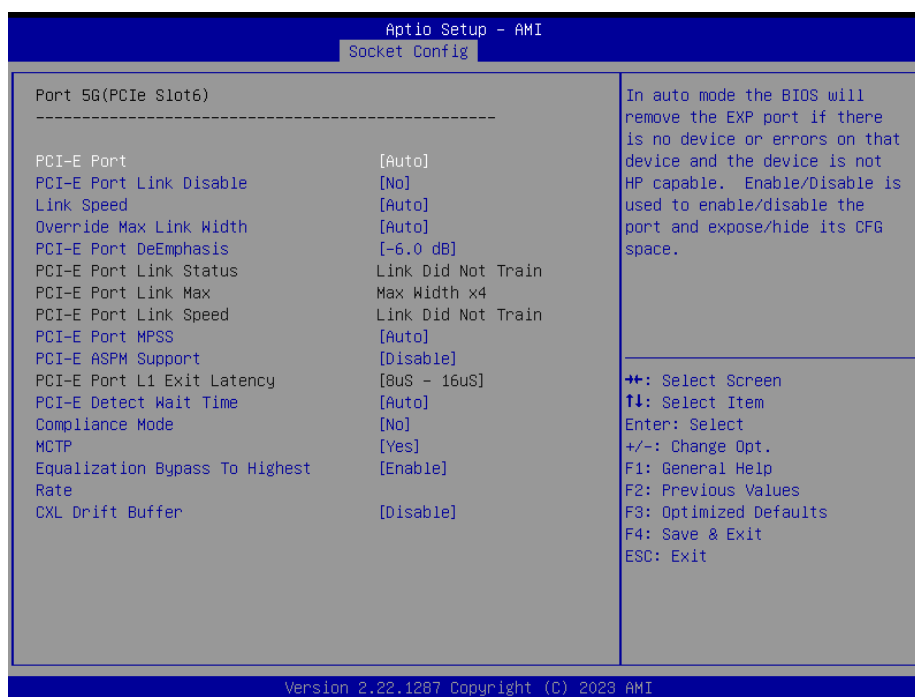 Aptio Setup – AMI
Socket Config
Port 5G(PCIe Slot6)
--------------------------------------------------
PCI-E Port [Auto]
PCI-E Port Link Disable [No]
Link Speed [Auto]
Override Max Link Width [Auto]
PCI-E Port DeEmphasis [-6.0 dB]
PCI-E Port Link Status Link Did Not Train
PCI-E Port Link Max Max Width x4
PCI-E Port Link Speed Link Did Not Train
PCI-E Port MPSS [Auto]
PCI-E ASPM Support [Disable]
PCI-E Port L1 Exit Latency [8uS - 16uS]
PCI-E Detect Wait Time [Auto]
Compliance Mode [No]
MCTP [Yes]
Equalization Bypass To Highest [Enable]
Rate
CXL Drift Buffer [Disable]
In auto mode the BIOS will
remove the EXP port if there
is no device or errors on that
device and the device is not
HP capable.  Enable/Disable is
used to enable/disable the
port and expose/hide its CFG
space.
→←: Select Screen
↑↓: Select Item
Enter: Select
+/-: Change Opt.
F1: General Help
F2: Previous Values
F3: Optimized Defaults
F4: Save & Exit
ESC: Exit
Version 2.22.1287 Copyright (C) 2023 AMI